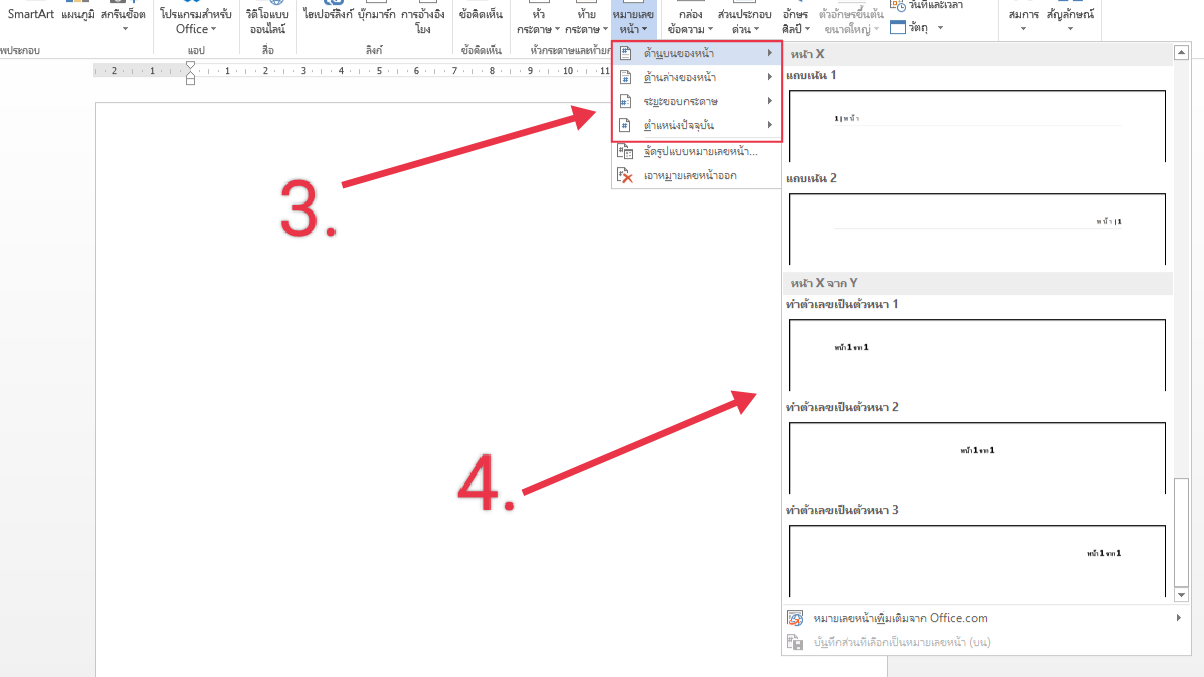 SmartArt แผนภูมิ สกรีนช็อต
โปรแกรมสำหรับ
Office
วิดีโอแบบ
ออนไลน์
ไฮเปอร์ลิงก์ บุ๊กมาร์ก การอ้างอิง
โยง
ข้อคิดเห็น
หัว
กระดาษ
ท้าย
กระดาษ
หมายเลข
หน้า
กล่อง
ข้อความ
ส่วนประกอบ
ด่วน
อักษร
ศิลป์
ตัวอักษรขึ้นต้น
ขนาดใหญ่
วันที่และเวลา
วัตถุ
สมการ สัญลักษณ์
พประกอบ แอป สื่อ ลิงก์ ข้อคิดเห็น หัวกระดาษและท้ายก
2 1 1 2 3 4 5 6 7 8 9 10 11
ด้านบนของหน้า
ด้านล่างของหน้า
ระยะขอบกระดาษ
ตำแหน่งปัจจุบัน
จัดรูปแบบหมายเลขหน้า...
เอาหมายเลขหน้าออก
3.
4.
หน้า X
แถบเน้น 1
1 | หน้า
แถบเน้น 2
หน้า | 1
หน้า X จาก Y
ทำตัวเลขเป็นตัวหนา 1
หน้า 1 จาก 1
ทำตัวเลขเป็นตัวหนา 2
หน้า 1 จาก 1
ทำตัวเลขเป็นตัวหนา 3
หน้า 1 จาก 1
หมายเลขหน้าเพิ่มเติมจาก Office.com
บันทึกส่วนที่เลือกเป็นหมายเลขหน้า (บน)